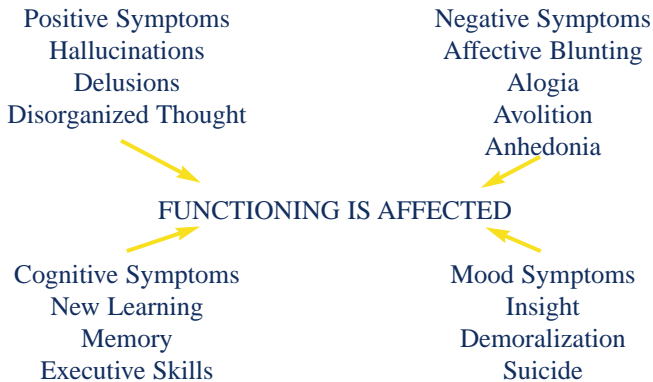 Positive Symptoms
Hallucinations
Delusions
Disorganized Thought
Negative Symptoms
Affective Blunting
Alogia
Avolition
Anhedonia
FUNCTIONING IS AFFECTED
Cognitive Symptoms
New Learning
Memory
Executive Skills
Mood Symptoms
Insight
Demoralization
Suicide